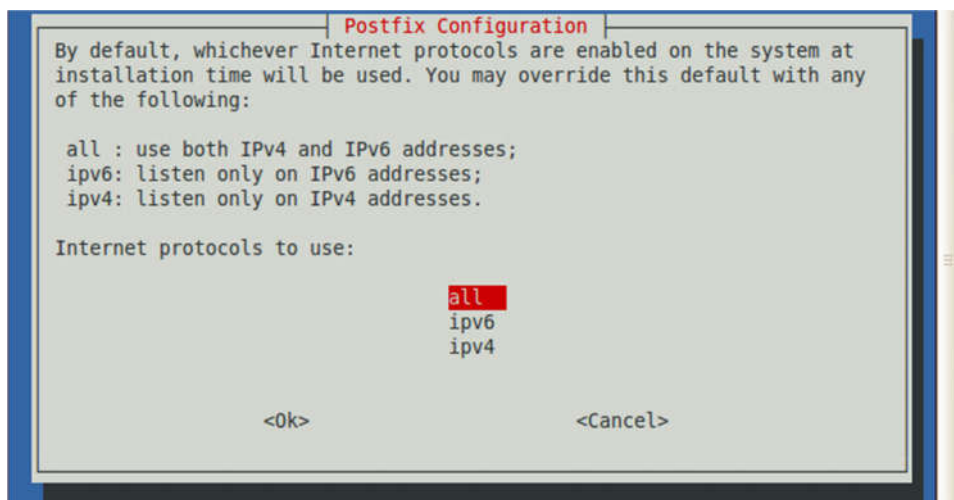 Postfix Configuration
By default, whichever Internet protocols are enabled on the system at
installation time will be used. You may override this default with any
of the following:
all : use both IPv4 and IPv6 addresses;
ipv6: listen only on IPv6 addresses;
ipv4: listen only on IPv4 addresses.
Internet protocols to use:
all
ipv6
ipv4
<Ok> <Cancel>